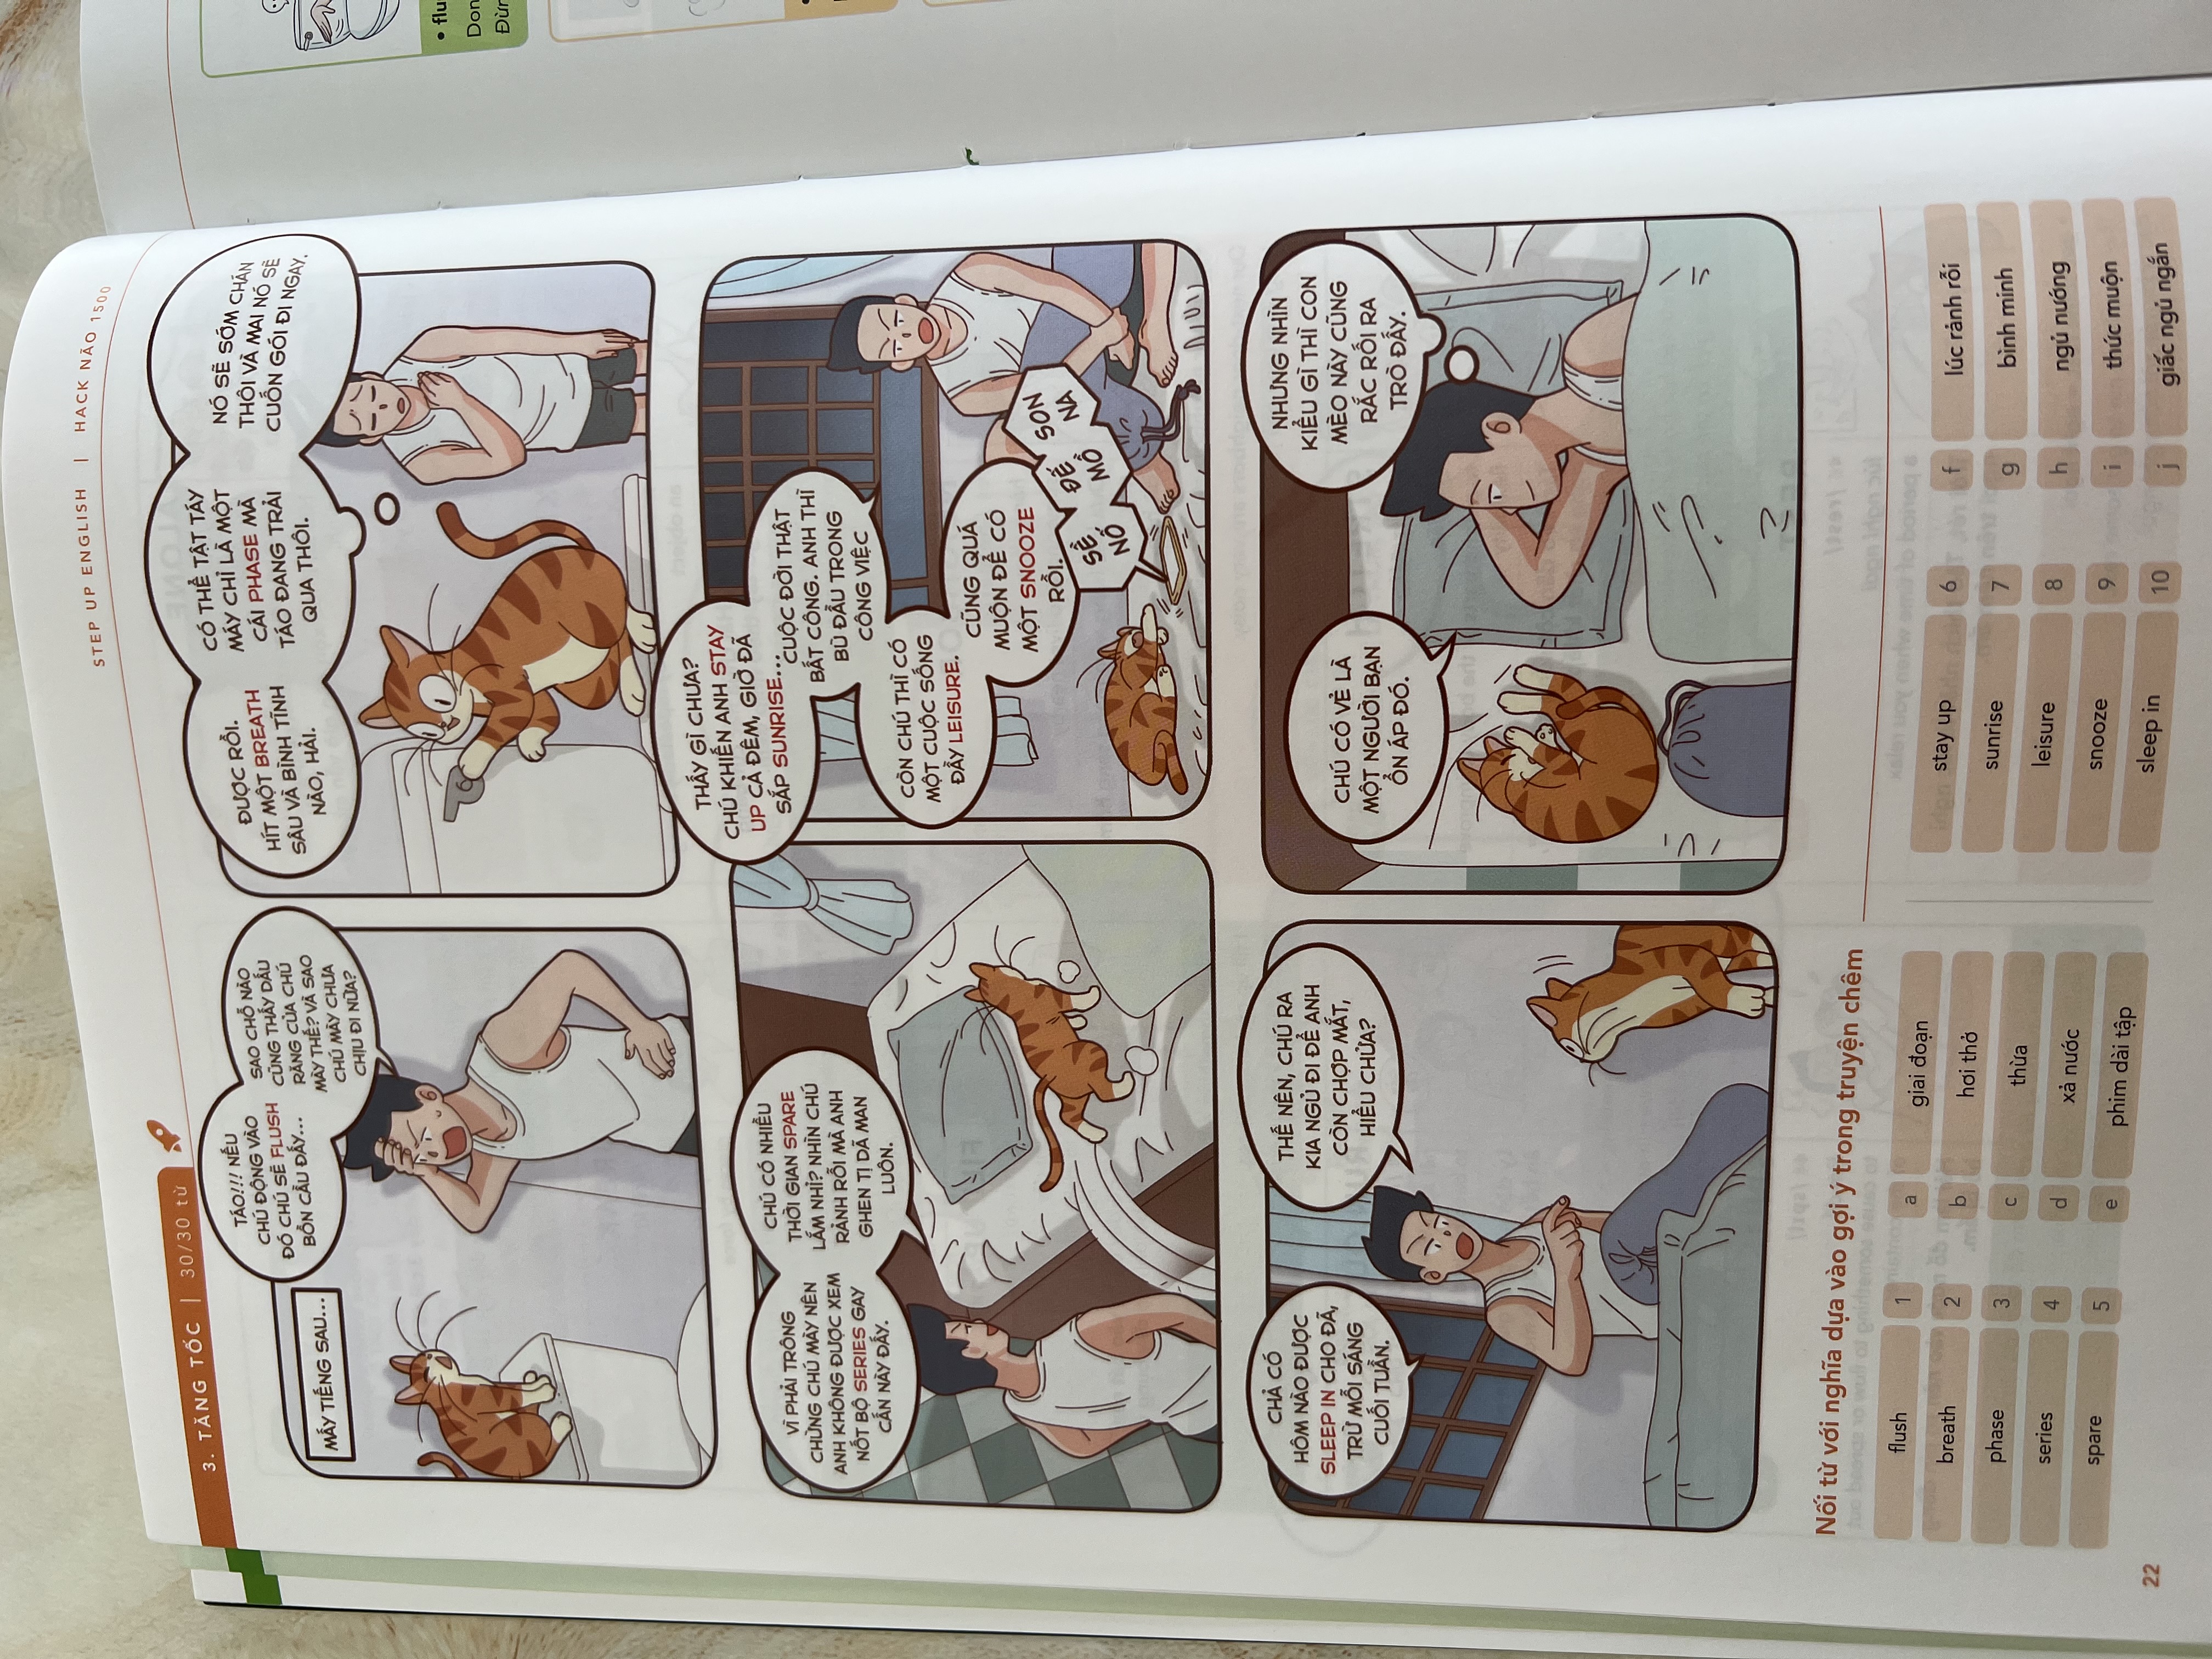 STEP UP ENGLISH | HACK NÃO 1500
3. TĂNG TỐC | 30/30 từ
MẤY TIẾNG SAU...
TÁO!!! NẾU
CHÚ ĐỘNG VÀO
ĐÓ CHÚ SẼ FLUSH
BỒN CẦU ĐẤY...
SAO CHỖ NÀO
CŨNG THẤY DẤU
RĂNG CỦA CHÚ
MÀY THẾ? VÀ SAO
CHÚ MÀY CHƯA
CHỊU ĐI NỮA?
ĐƯỢC RỒI.
HÍT MỘT BREATH
SÂU VÀ BÌNH TĨNH
NÀO, HẢI.
CÓ THỂ TẬT TÁY
MÁY CHỈ LÀ MỘT
CÁI PHASE MÀ
TÁO ĐANG TRẢI
QUA THÔI.
NÓ SẼ SỚM CHÁN
THÔI VÀ MAI NÓ SẼ
CUỐN GÓI ĐI NGAY.
VÌ PHẢI TRÔNG
CHỪNG CHÚ MÀY NÊN
ANH KHÔNG ĐƯỢC XEM
NỐT BỘ SERIES GAY
CẤN NÀY ĐẤY.
CHÚ CÓ NHIỀU
THỜI GIAN SPARE
LẮM NHỈ? NHÌN CHÚ
RẢNH RỖI MÀ ANH
GHEN TỊ DÃ MAN
LUÔN.
THẤY GÌ CHƯA?
CHÚ KHIẾN ANH STAY
UP CẢ ĐÊM, GIỜ ĐÃ
SẮP SUNRISE...
CUỘC ĐỜI THẬT
BẤT CÔNG. ANH THÌ
BÙ ĐẦU TRONG
CÔNG VIỆC
CÒN CHÚ THÌ CÓ
MỘT CUỘC SỐNG
ĐẦY LEISURE.
CŨNG QUÁ
MUỘN ĐỂ CÓ
MỘT SNOOZE
RỒI.
SỀ
NỐ
ĐẾ
MỒ
SON
NA
CHẢ CÓ
HÔM NÀO ĐƯỢC
SLEEP IN CHO ĐÃ,
TRỪ MỖI SÁNG
CUỐI TUẦN.
THẾ NÊN, CHÚ RA
KIA NGỦ ĐI ĐỂ ANH
CÒN CHỢP MẮT,
HIỂU CHỬA?
CHÚ CÓ VẺ LÀ
MỘT NGƯỜI BẠN
ỔN ÁP ĐÓ.
NHƯNG NHÌN
KIỂU GÌ THÌ CON
MÈO NÀY CŨNG
RẮC RỐI RA
TRÒ ĐẤY.
Nối từ với nghĩa dựa vào gợi ý trong truyện chêm
flush 1 a giai đoạn
breath 2 b hơi thở
phase 3 c thừa
series 4 d xả nước
spare 5 e phim dài tập
stay up 6 f lúc rảnh rỗi
sunrise 7 g bình minh
leisure 8 h ngủ nướng
snooze 9 i thức muộn
sleep in 10 j giấc ngủ ngắn
22
• flu
Don
Đừn